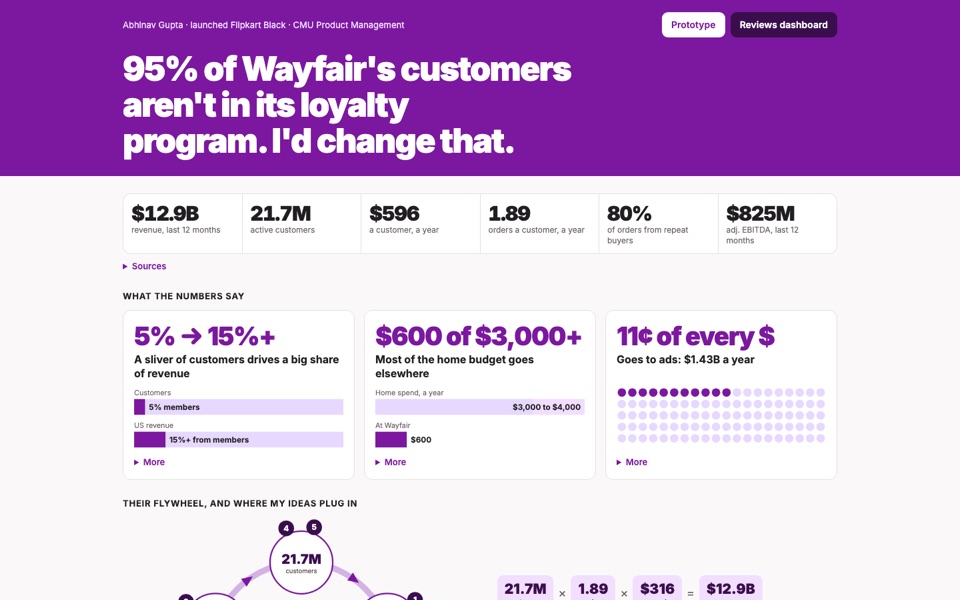 Abhinav Gupta · launched Flipkart Black · CMU Product Management
Prototype
Reviews dashboard
95% of Wayfair's customers
aren't in its loyalty
program. I'd change that.
$12.9B
revenue, last 12 months
21.7M
active customers
$596
a customer, a year
1.89
orders a customer, a year
80%
of orders from repeat
buyers
$825M
adj. EBITDA, last 12
months
▶ Sources
WHAT THE NUMBERS SAY
5% → 15%+
A sliver of customers drives a big share
of revenue
Customers
5% members
US revenue
15%+ from members
▶ More
$600 of $3,000+
Most of the home budget goes
elsewhere
Home spend, a year
$3,000 to $4,000
At Wayfair
$600
▶ More
11¢ of every $
Goes to ads: $1.43B a year
▶ More
THEIR FLYWHEEL, AND WHERE MY IDEAS PLUG IN
4
5
21.7M
customers
21.7M × 1.89 × $316 = $12.9B